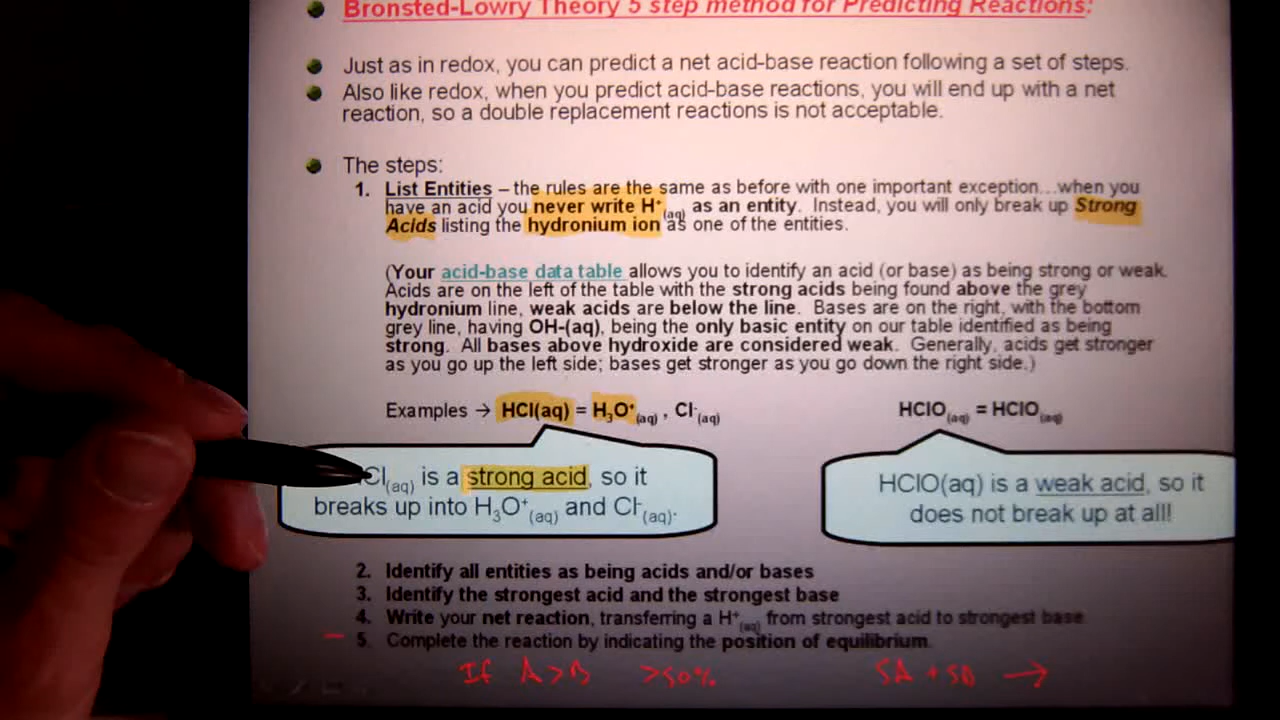 Bronsted-Lowry Theory 5 step method for Predicting Reactions:
Just as in redox, you can predict a net acid-base reaction following a set of steps.
Also like redox, when you predict acid-base reactions, you will end up with a net
reaction, so a double replacement reactions is not acceptable.
The steps:
1. List Entities – the rules are the same as before with one important exception…when you
have an acid you never write H⁺(aq) as an entity. Instead, you will only break up Strong
Acids listing the hydronium ion as one of the entities.
(Your acid-base data table allows you to identify an acid (or base) as being strong or weak.
Acids are on the left of the table with the strong acids being found above the grey
hydronium line, weak acids are below the line. Bases are on the right, with the bottom
grey line, having OH-(aq), being the only basic entity on our table identified as being
strong. All bases above hydroxide are considered weak. Generally, acids get stronger
as you go up the left side; bases get stronger as you go down the right side.)
Examples → HCl(aq) = H₃O⁺(aq) , Cl⁻(aq)
HClO(aq) = HClO(aq)
Cl(aq) is a strong acid, so it
breaks up into H₃O⁺(aq) and Cl⁻(aq).
HClO(aq) is a weak acid, so it
does not break up at all!
2. Identify all entities as being acids and/or bases
3. Identify the strongest acid and the strongest base
4. Write your net reaction, transferring a H⁺(aq) from strongest acid to strongest base
5. Complete the reaction by indicating the position of equilibrium.
If A > B >50% SA + SB →